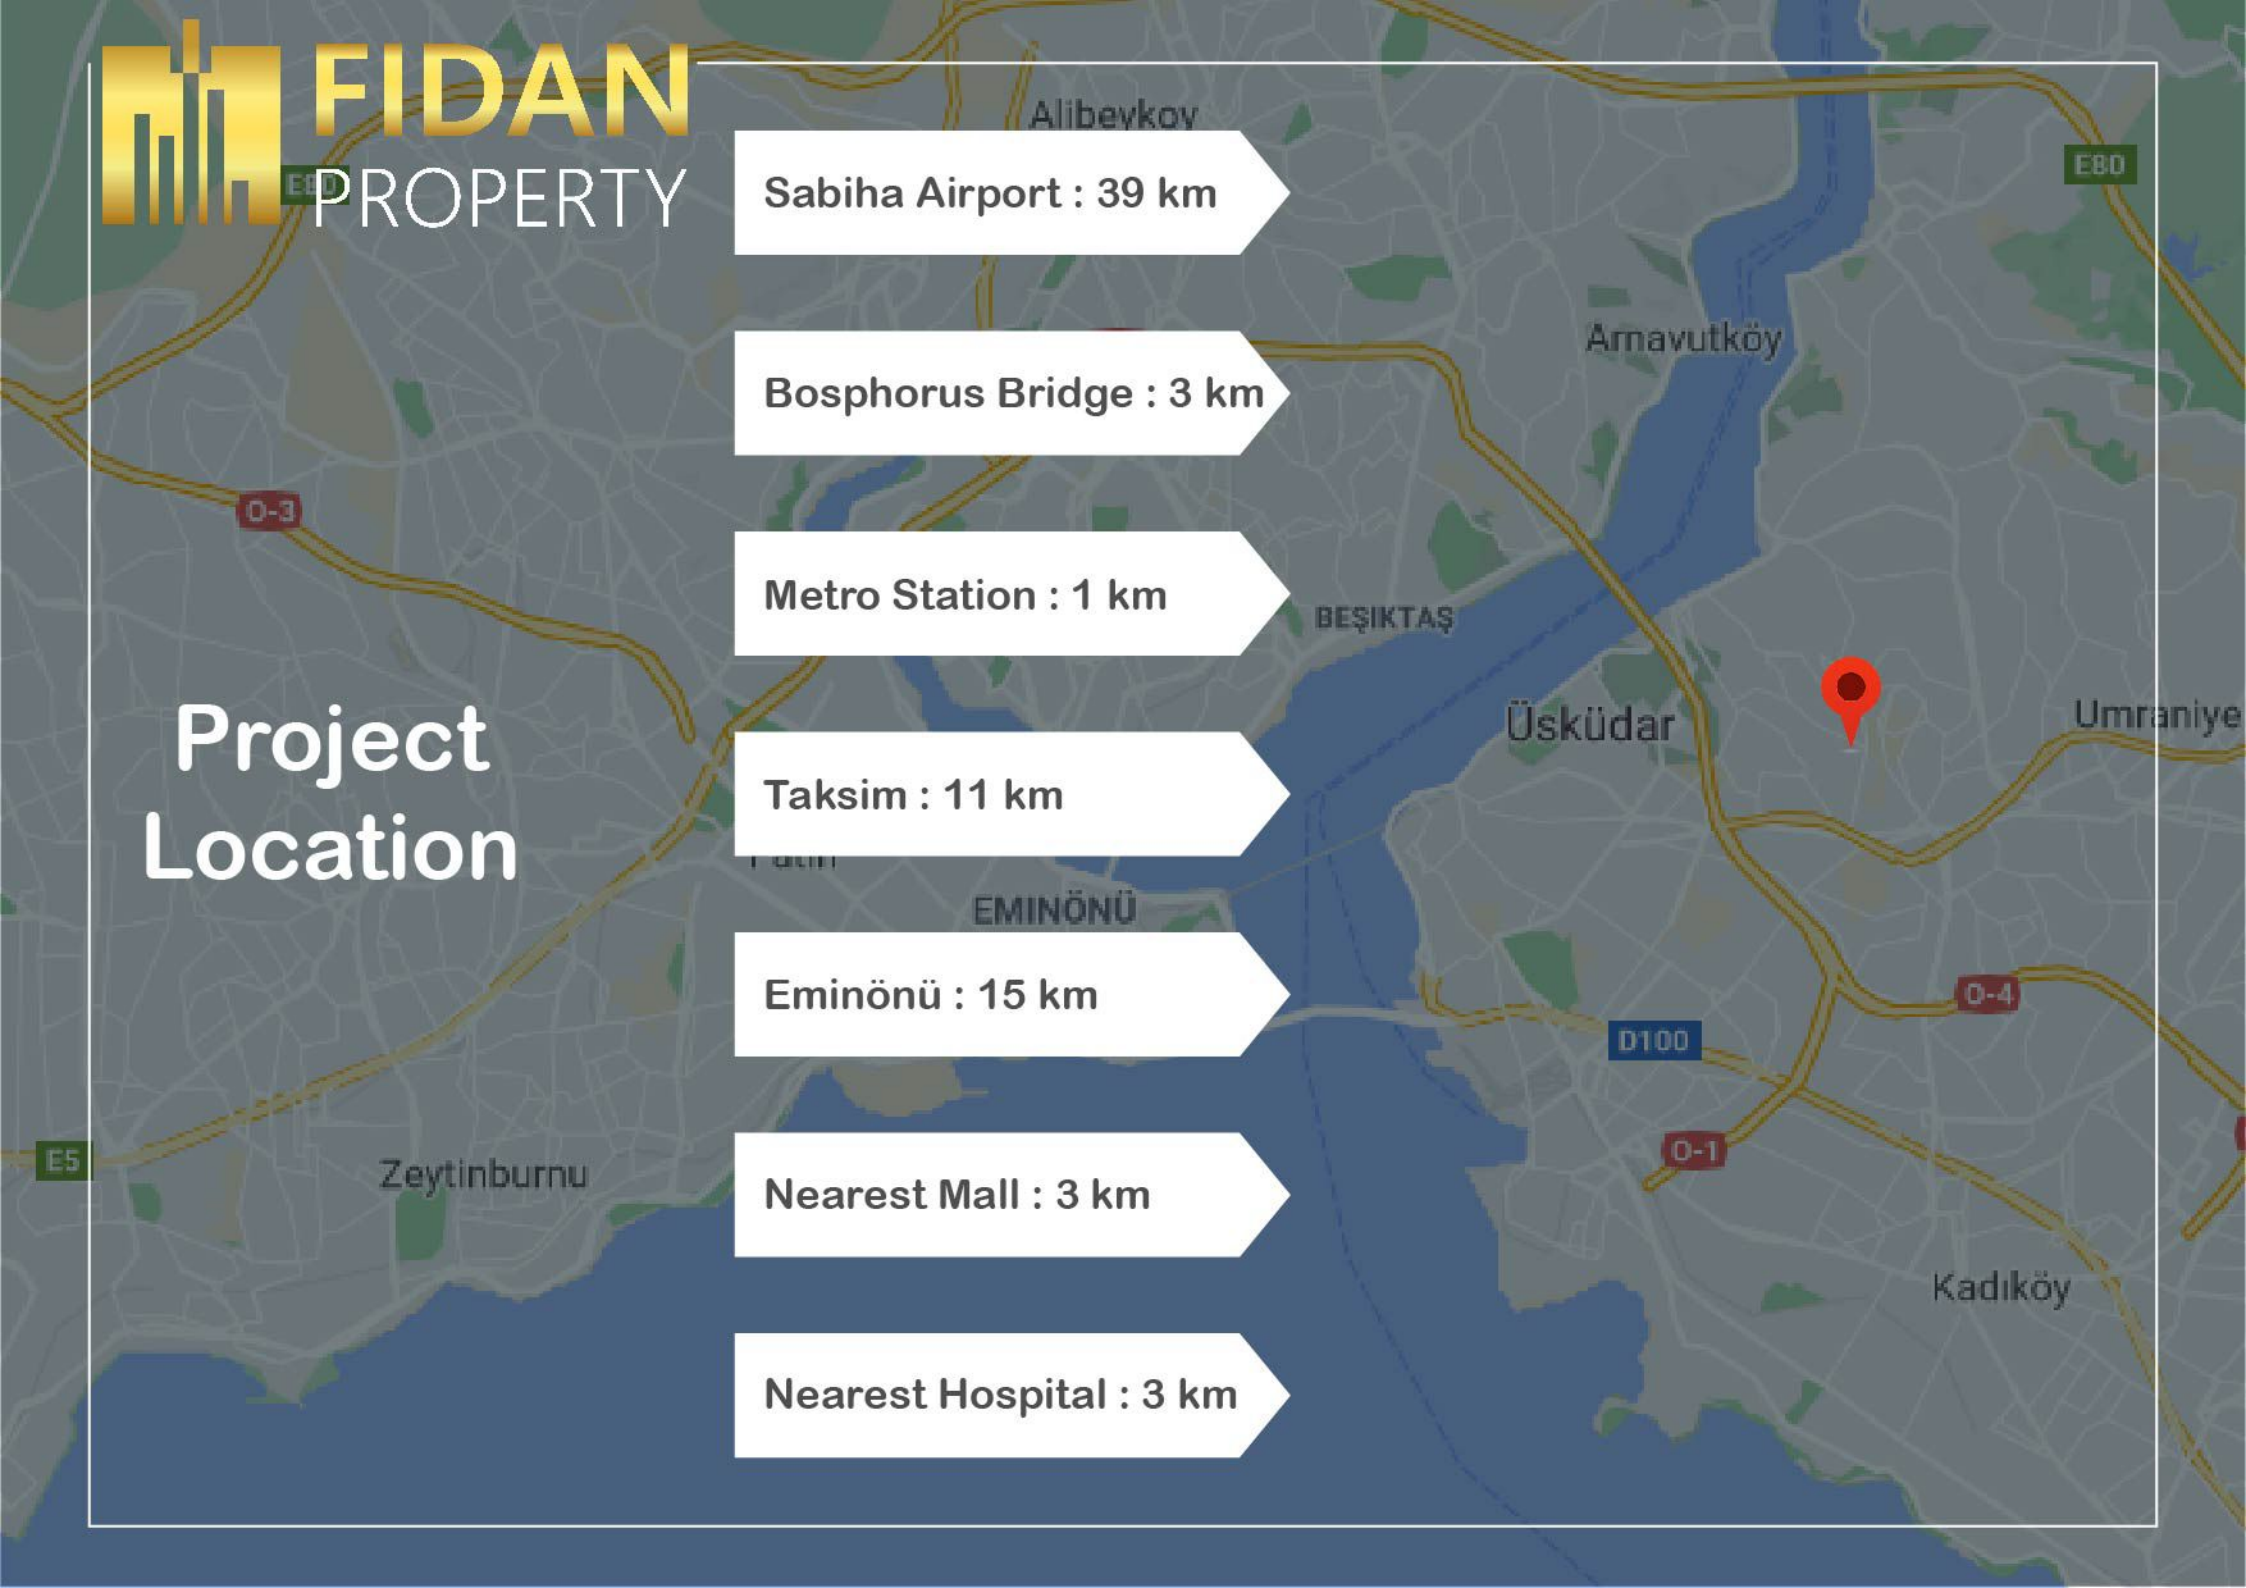 FIDAN
PROPERTY
Project
Location
Sabiha Airport : 39 km
Bosphorus Bridge : 3 km
Metro Station : 1 km
Taksim : 11 km
Eminönü : 15 km
Nearest Mall : 3 km
Nearest Hospital : 3 km
Alibeykoy
E80
E80
Arnavutköy
O-3
BEŞIKTAŞ
Üsküdar
Umraniye
EMINÖNÜ
O-4
D100
O-1
E5
Zeytinburnu
Kadıköy